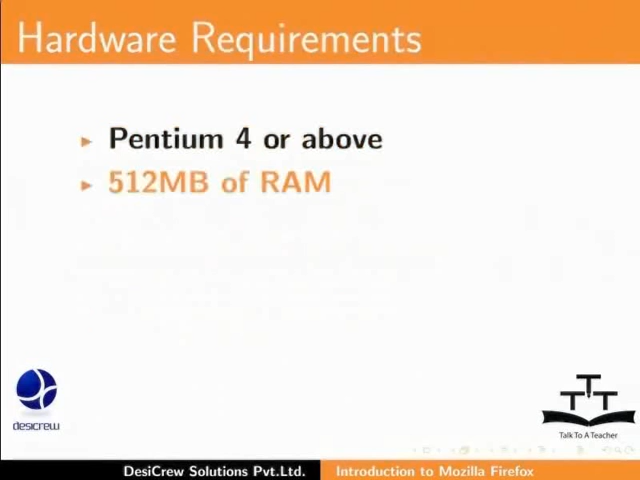 Hardware Requirements
Pentium 4 or above
512MB of RAM
desicrew
TTT
Talk To A Teacher
DesiCrew Solutions Pvt.Ltd.
Introduction to Mozilla Firefox